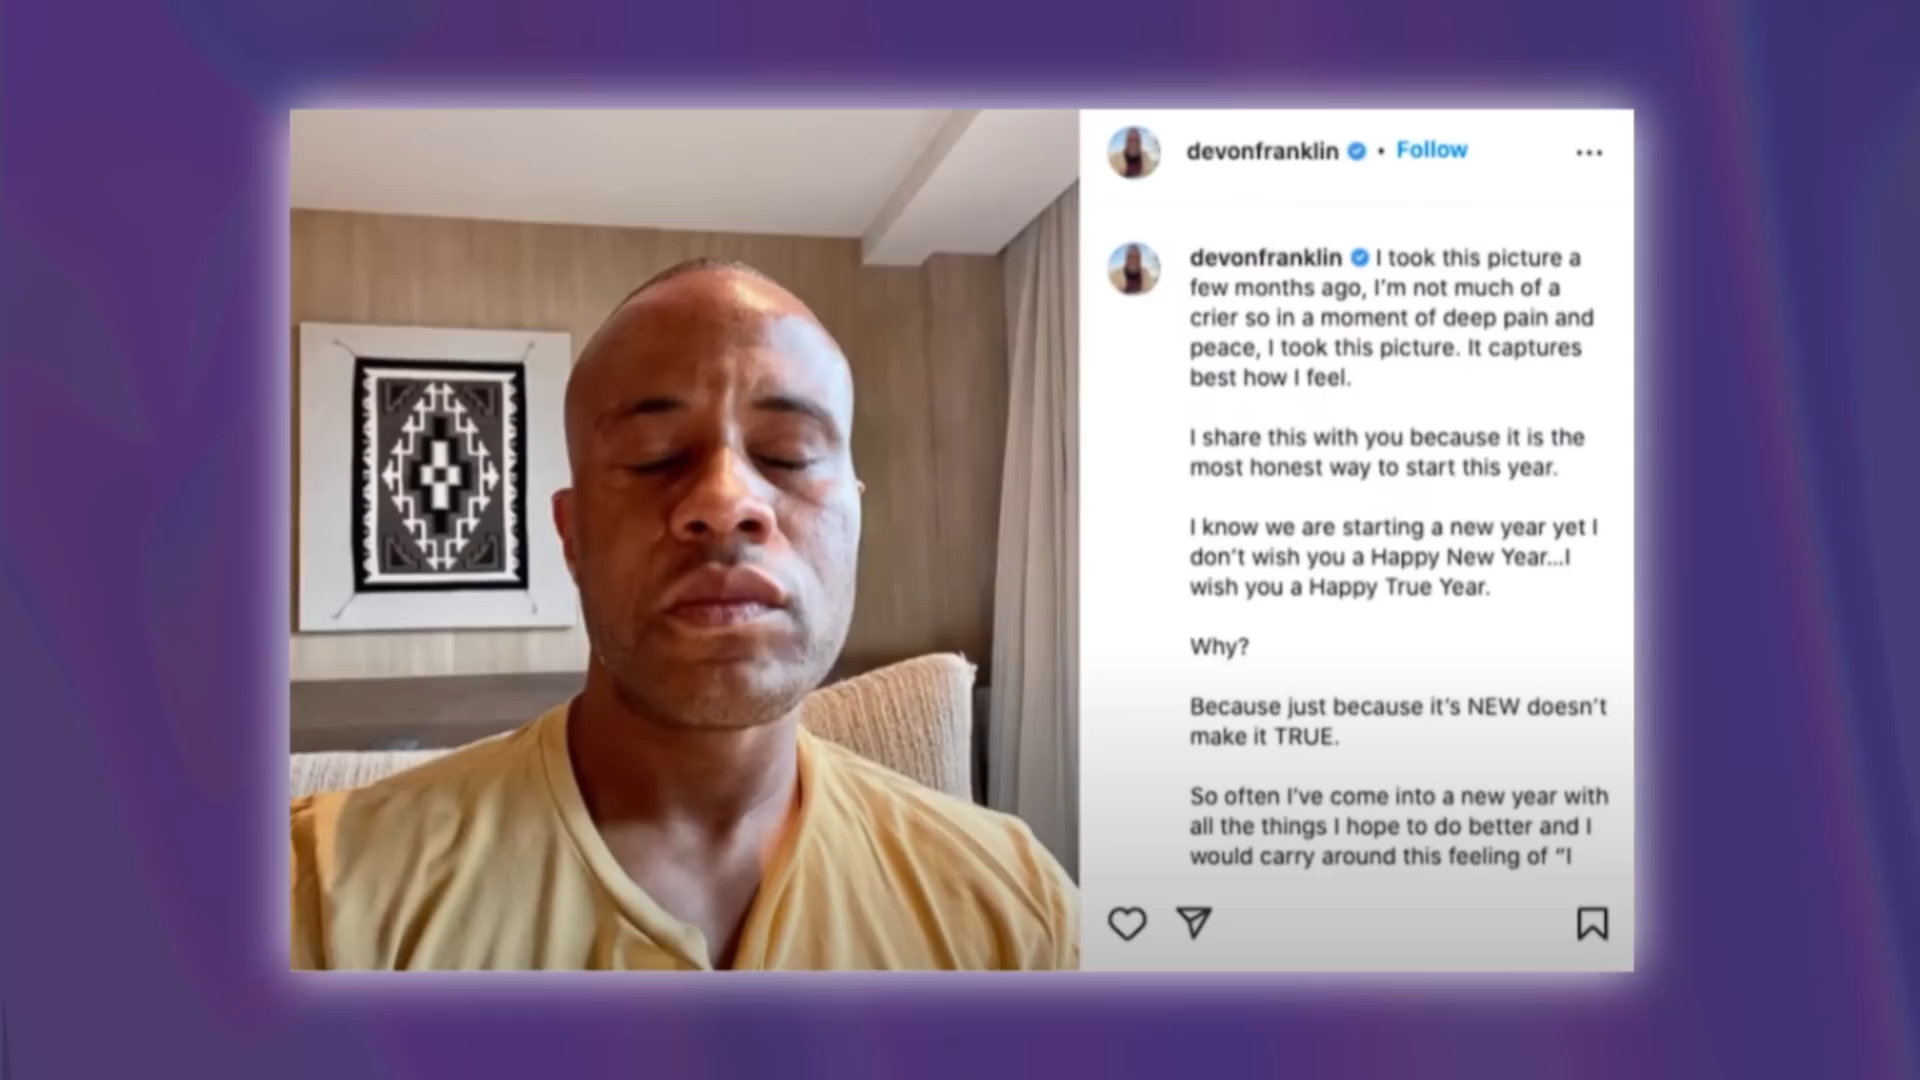 devonfranklin • Follow
devonfranklin I took this picture a
few months ago, I'm not much of a
crier so in a moment of deep pain and
peace, I took this picture. It captures
best how I feel.
I share this with you because it is the
most honest way to start this year.
I know we are starting a new year yet I
don't wish you a Happy New Year...I
wish you a Happy True Year.
Why?
Because just because it's NEW doesn't
make it TRUE.
So often I've come into a new year with
all the things I hope to do better and I
would carry around this feeling of "I